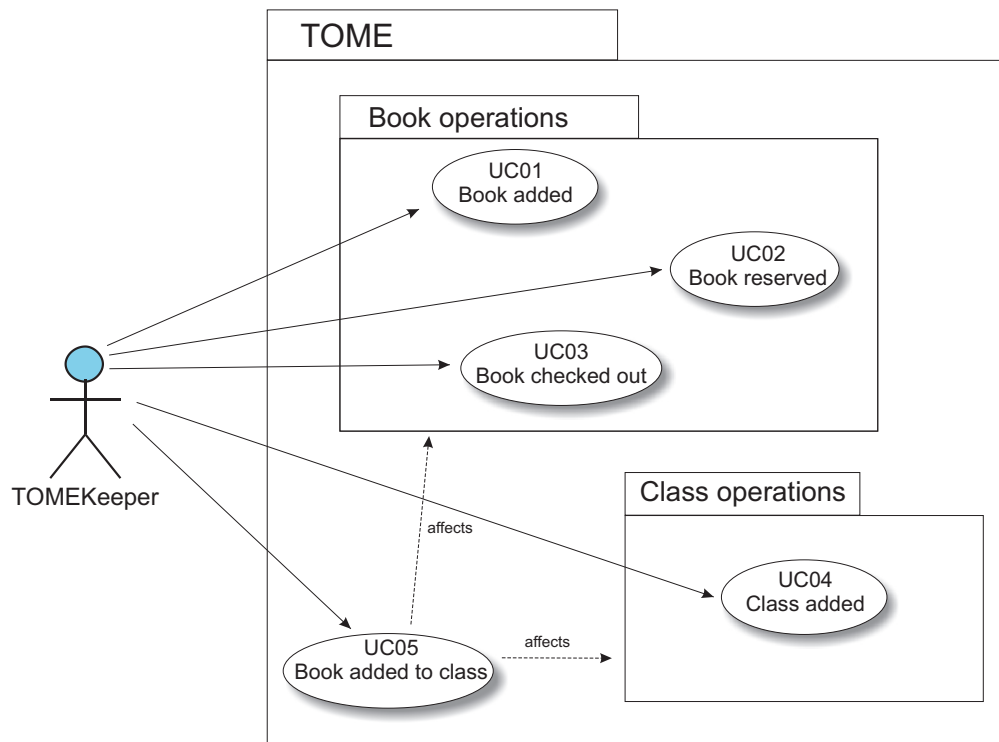 TOME
Book operations
UC01
Book added
UC02
Book reserved
UC03
Book checked out
TOMEKeeper
Class operations
affects
UC04
Class added
UC05
Book added to class
affects